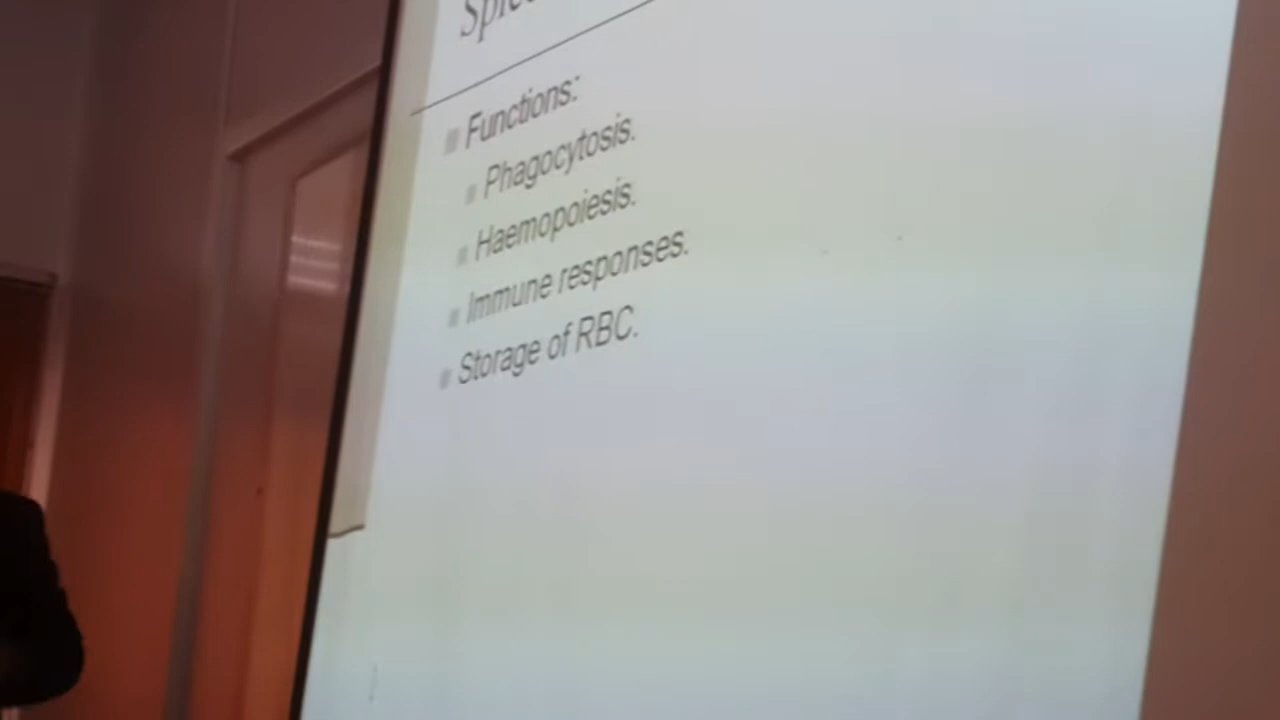 Functions:
Phagocytosis.
Haemopoiesis.
Immune responses.
Storage of RBC.